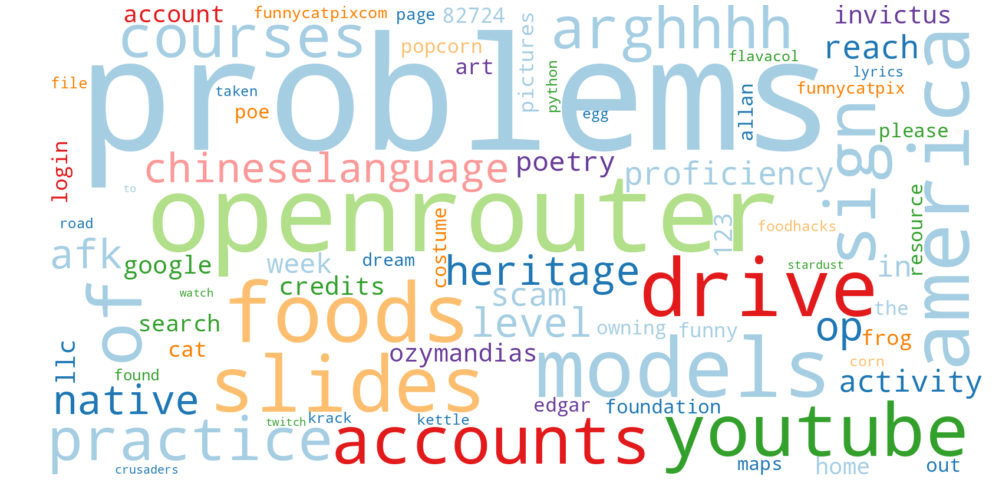 account
funnycatpixcom
page
82724
invictus
courses
popcorn
pictures
arghhhh
reach
america
art
flavacol
lyrics
file
problems
taken
python
funnycatpix
poe
egg
allan
sign
please
login
chineselanguage
poetry
proficiency
to
openrouter
resource
road
costume
123
foodhacks
afk
google
week
dream
heritage
drive
stardust
in
watch
credits
of
foods
scam
level
the
search
owning
funny
op
frog
cat
ozymandias
models
corn
llc
found
slides
activity
native
edgar
foundation
twitch
krack
kettle
youtube
practice
accounts
crusaders
maps
home
out